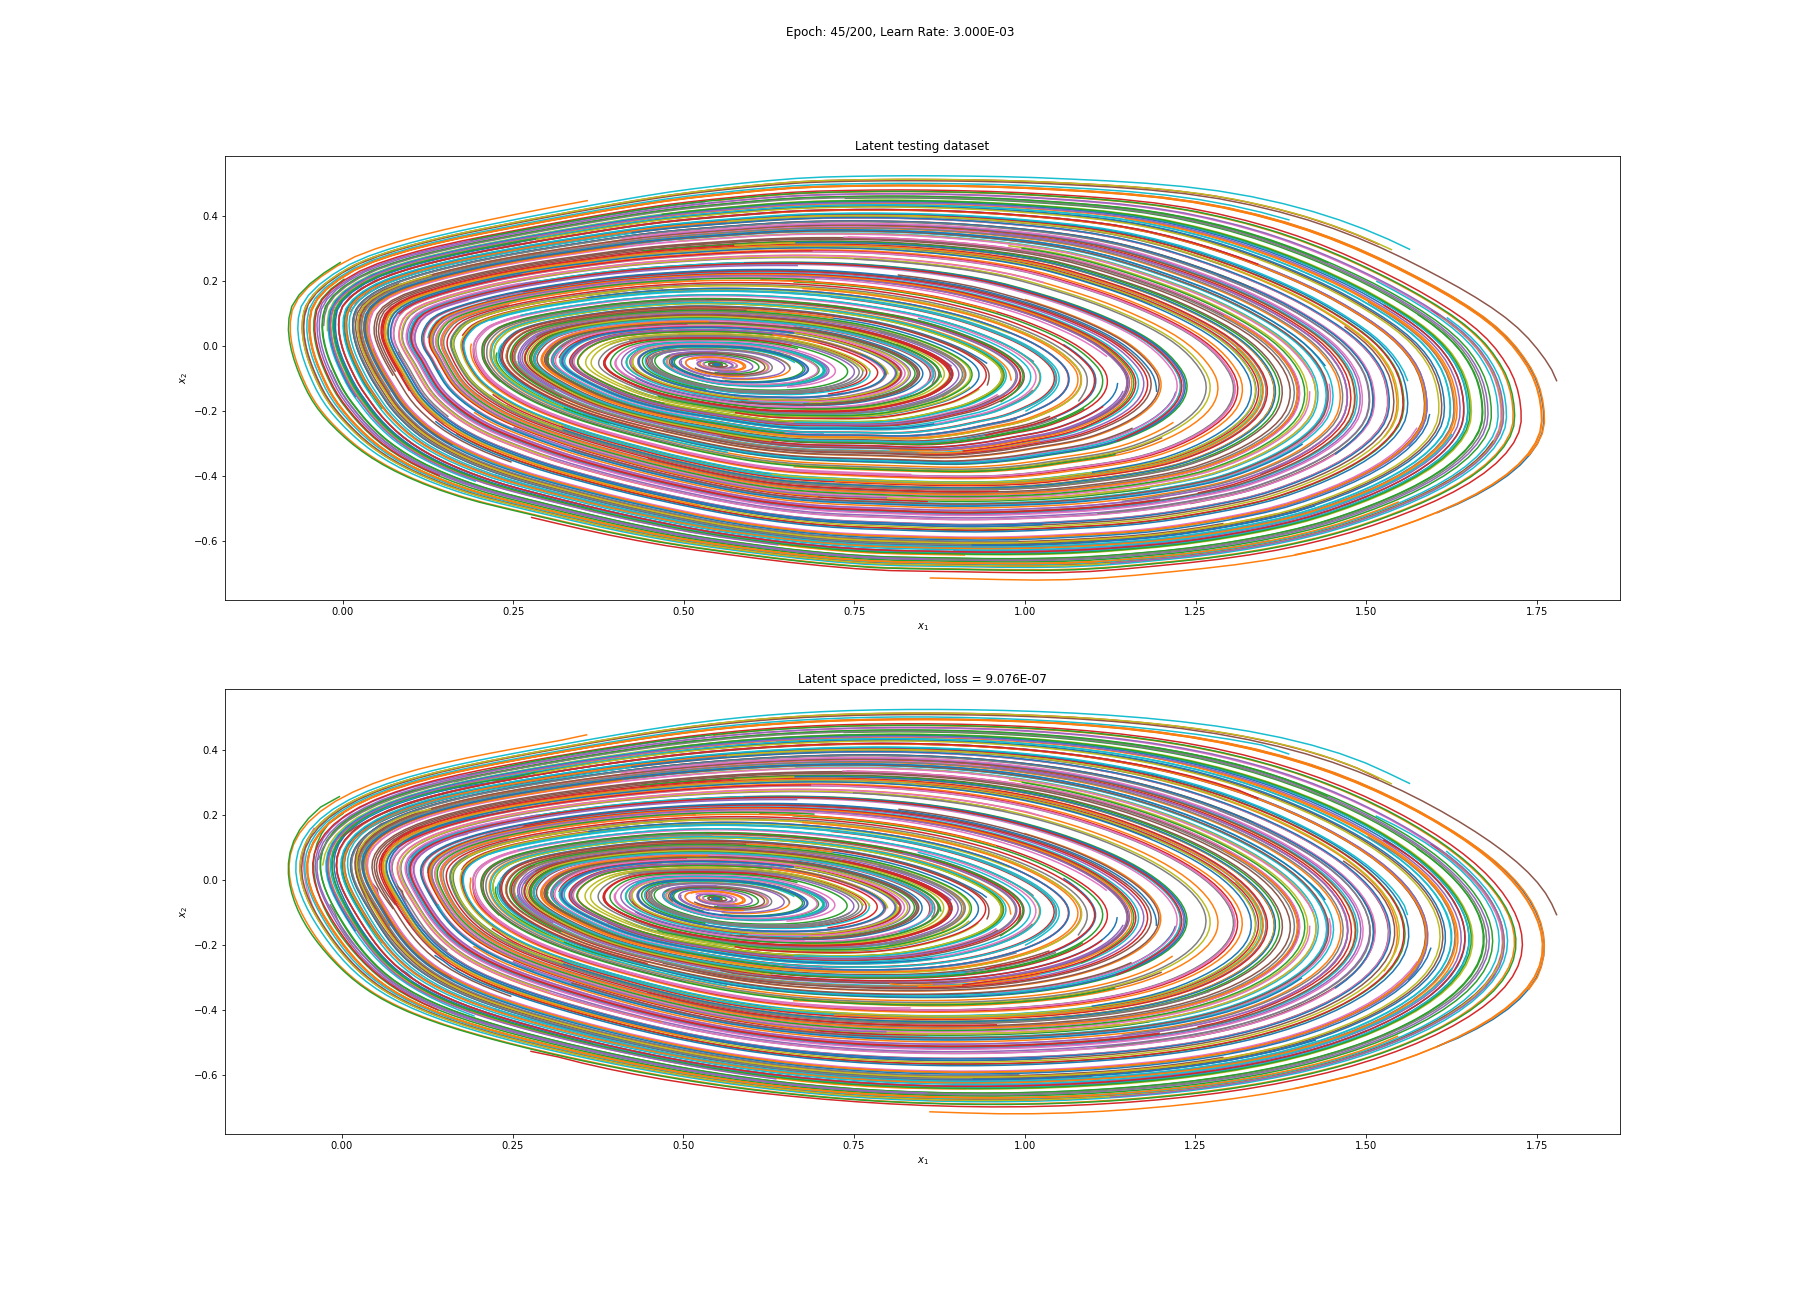 Epoch: 45/200, Learn Rate: 3.000E-03
Latent testing dataset
0.4
0.2
0.0
−0.2
−0.4
−0.6
x₂
0.00 0.25 0.50 0.75 1.00 1.25 1.50 1.75
x₁
Latent space predicted, loss = 9.076E-07
0.4
0.2
0.0
−0.2
−0.4
−0.6
x₂
0.00 0.25 0.50 0.75 1.00 1.25 1.50 1.75
x₁